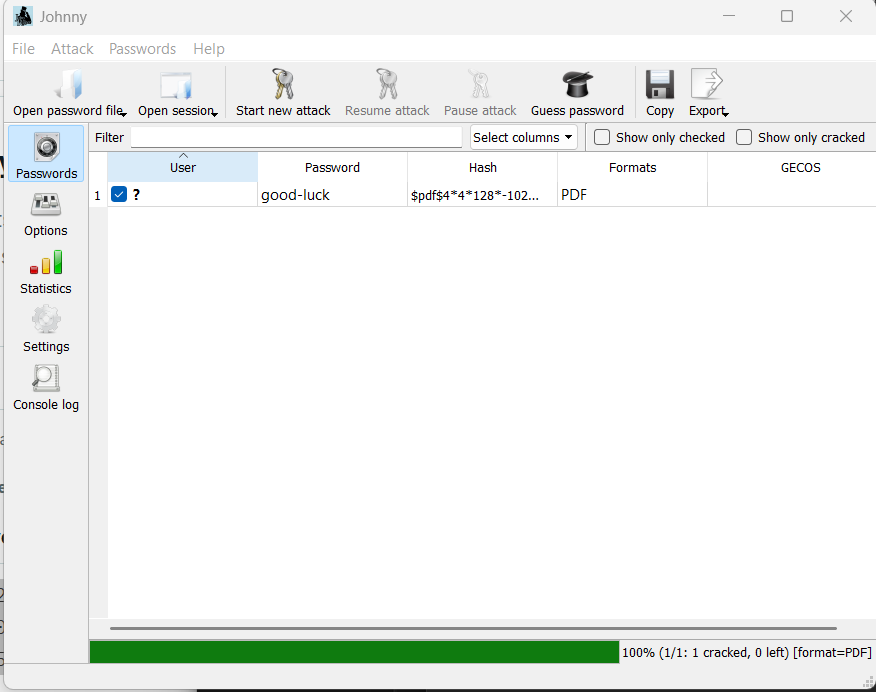 Johnny
File Attack Passwords Help
Open password file Open session Start new attack Resume attack Pause attack Guess password Copy Export
Passwords
Options
Statistics
Settings
Console log
Filter Select columns Show only checked Show only cracked
User Password Hash Formats GECOS
1 ? good-luck $pdf$4*4*128*-102... PDF
100% (1/1: 1 cracked, 0 left) [format=PDF]